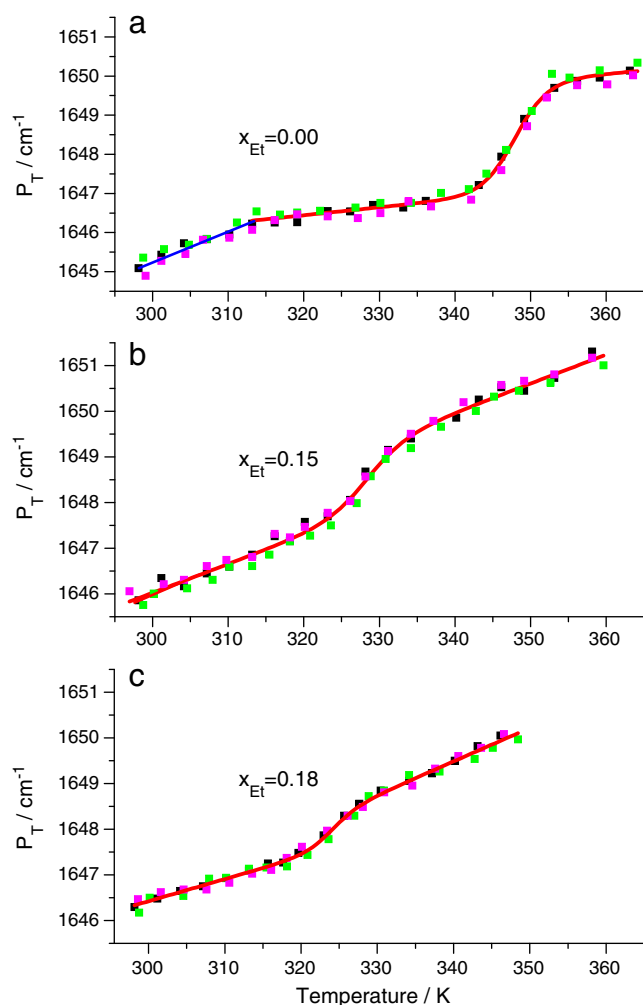 a
1651
1650
1649
1648
1647
1646
1645
P_T / cm⁻¹
x_Et=0.00
300 310 320 330 340 350 360
b
1651
1650
1649
1648
1647
1646
P_T / cm⁻¹
x_Et=0.15
300 310 320 330 340 350 360
c
1651
1650
1649
1648
1647
1646
P_T / cm⁻¹
x_Et=0.18
300 310 320 330 340 350 360
Temperature / K